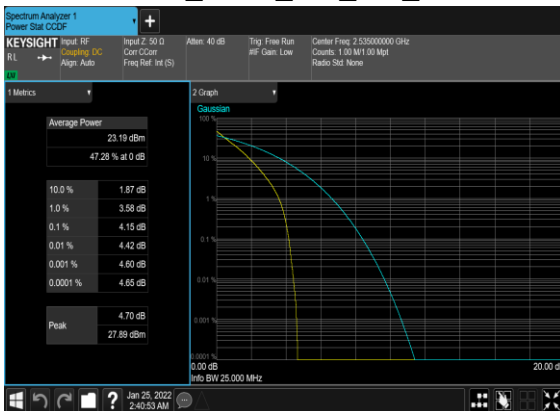 Spectrum Analyzer 1
Power Stat CCDF
KEYSIGHT
RL
Input: RF
Coupling: DC
Align: Auto
Input Z: 50 Ω
Corr CCorr
Freq Ref: Int (S)
Atten: 40 dB
Trig: Free Run
#IF Gain: Low
Center Freq: 2.535000000 GHz
Counts: 1.00 M/1.00 Mpt
Radio Std: None
1 Metrics
Average Power
23.19 dBm
47.28 % at 0 dB
10.0 % 1.87 dB
1.0 % 3.58 dB
0.1 % 4.15 dB
0.01 % 4.42 dB
0.001 % 4.60 dB
0.0001 % 4.65 dB
Peak
4.70 dB
27.89 dBm
2 Graph
Gaussian
100 %
10 %
1 %
0.1 %
0.01 %
0.001 %
0.0001 %
0.00 dB
20.00 d
Info BW 25.000 MHz
?
Jan 25, 2022
2:40:53 AM